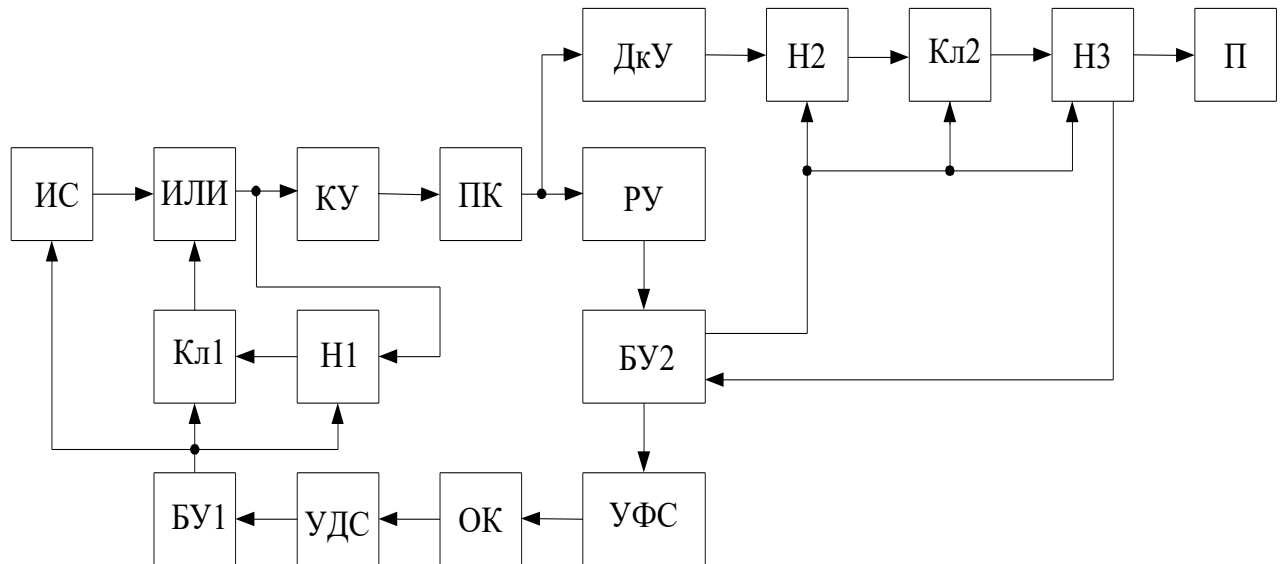 ДкУ Н2 Кл2 Н3 П
ИС ИЛИ КУ ПК РУ
Кл1 Н1 БУ2
БУ1 УДС ОК УФС